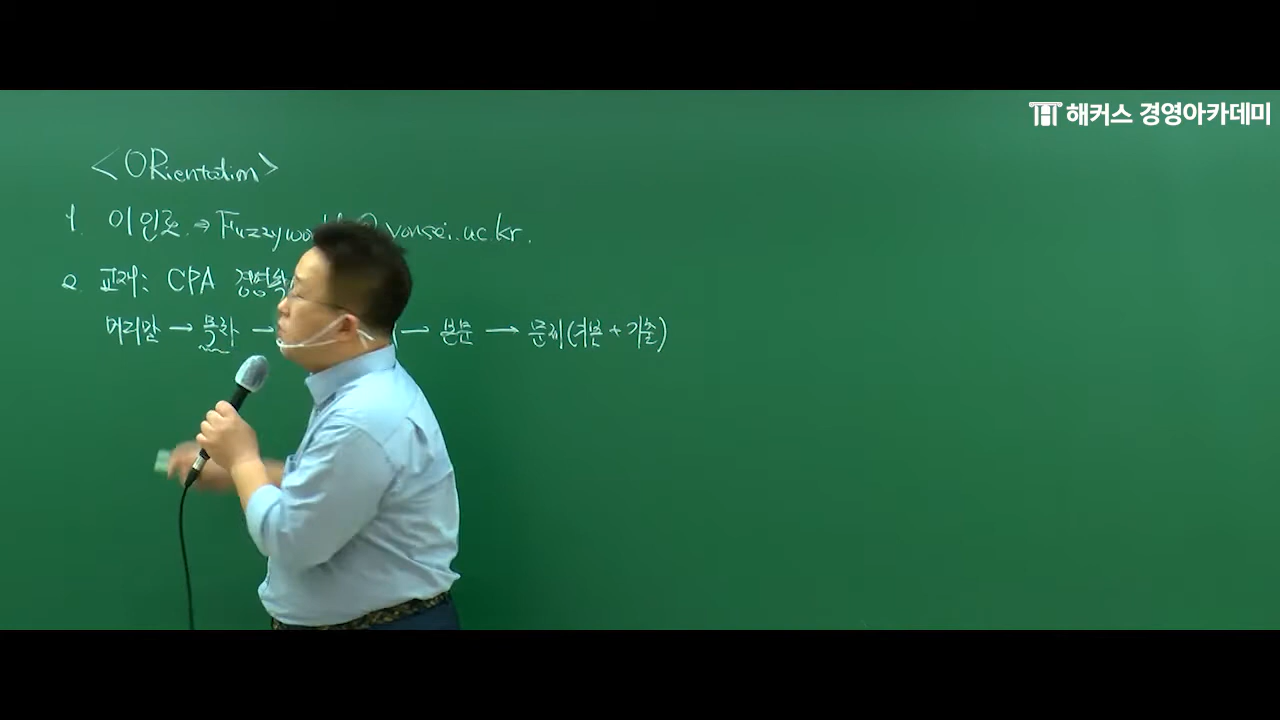 해커스 경영아카데미
<ORientation>
1. 이인호 → Fuzzywo @yonsei.ac.kr.
2. 교재: CPA 경영학
머리말 → 목차 → → 본문 → 문제(기본 + 기출)